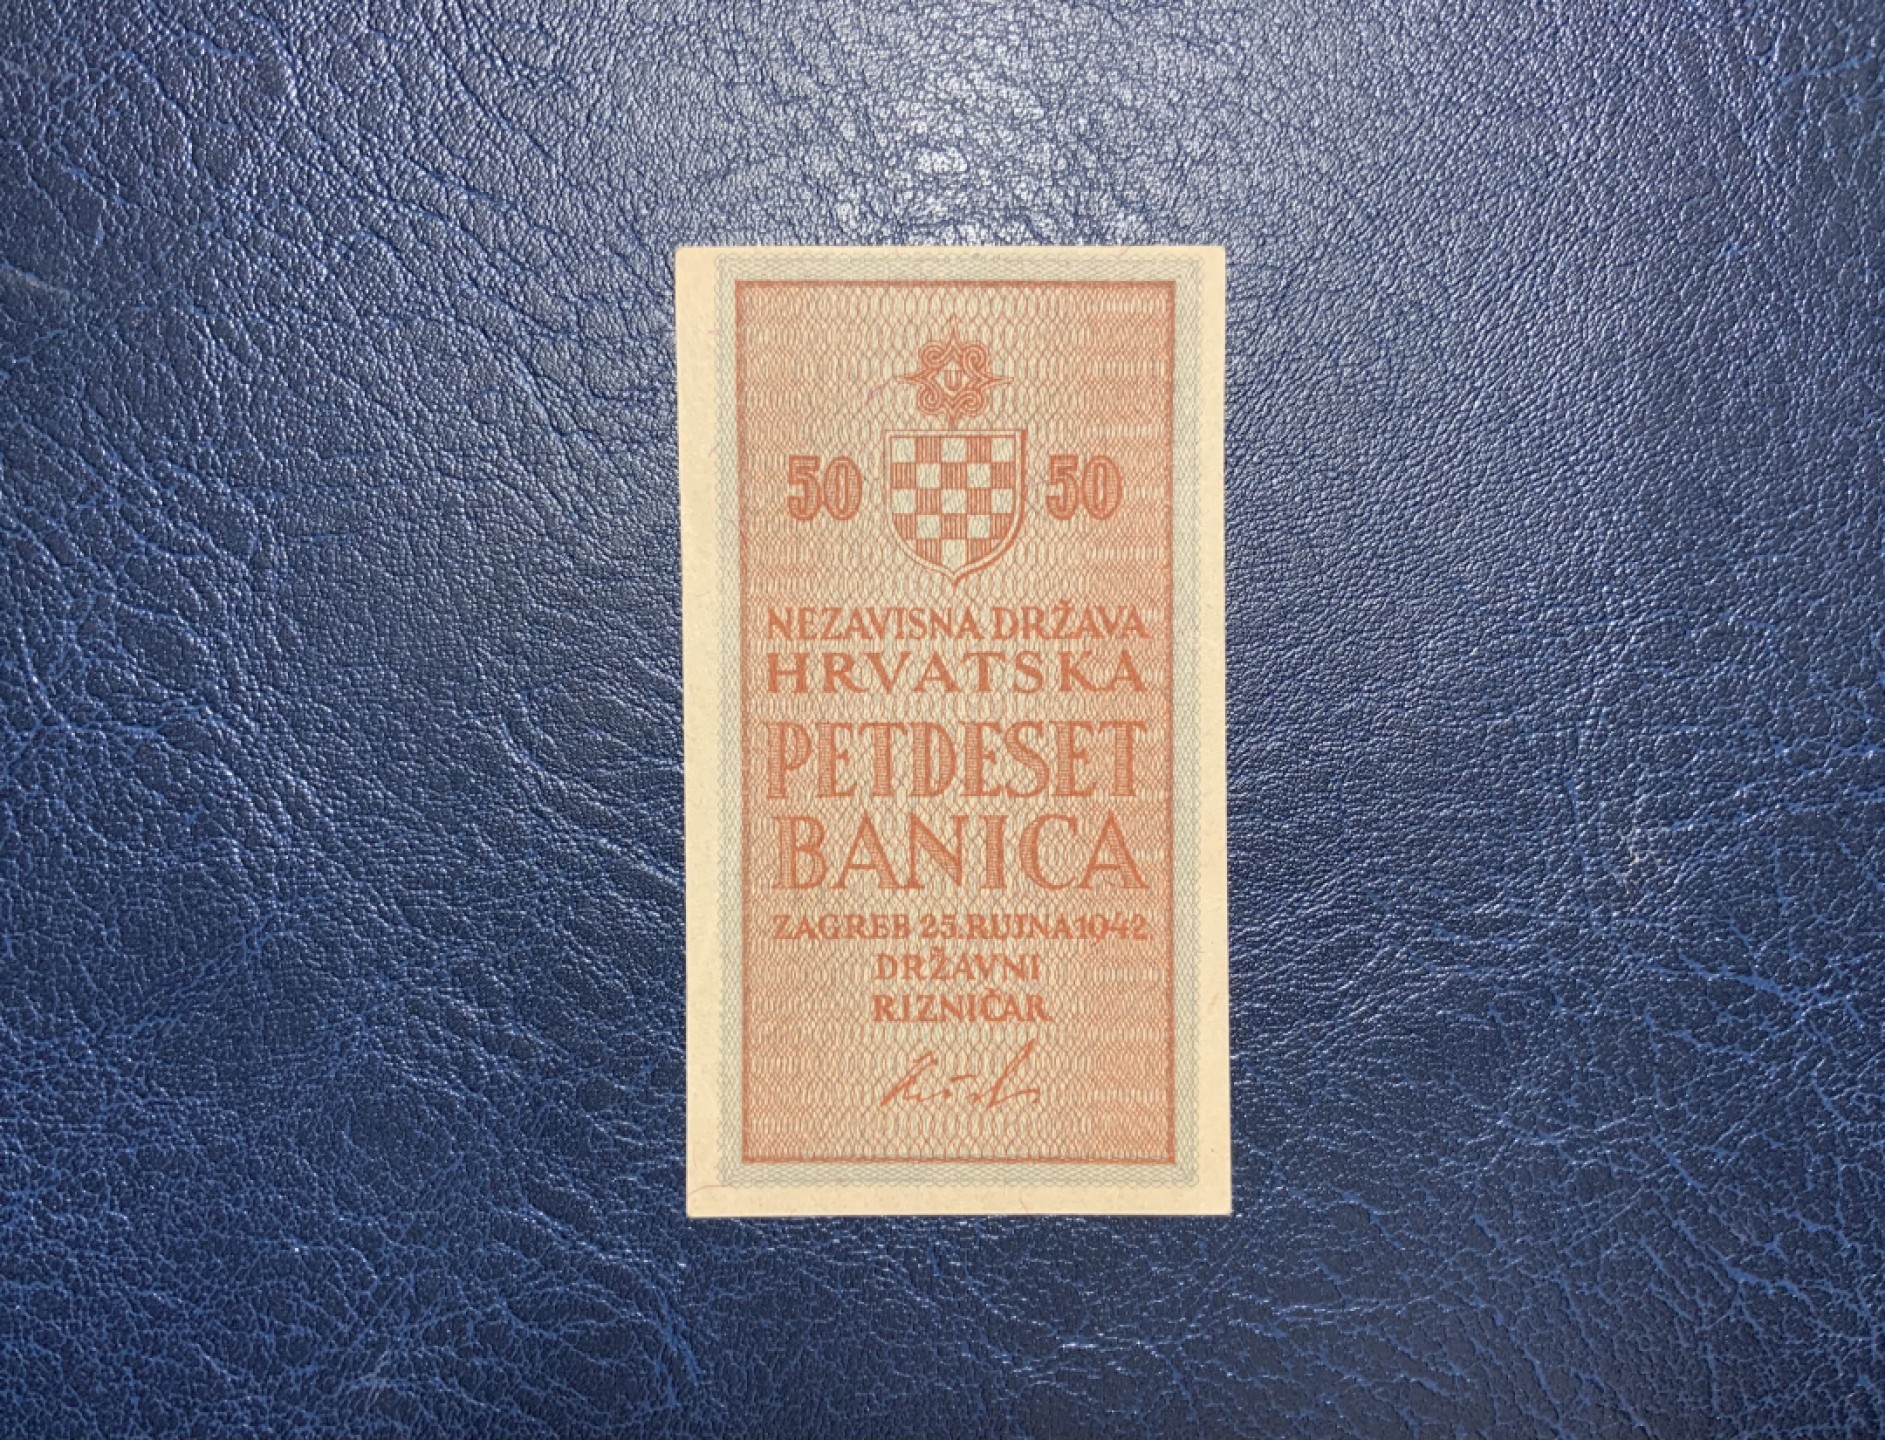 U
50 50
NEZAVISNA DRŽAVA
HRVATSKA
PETDESET
BANICA
ZAGREB 25. RUJNA 1942
DRŽAVNI
RIZNIČAR